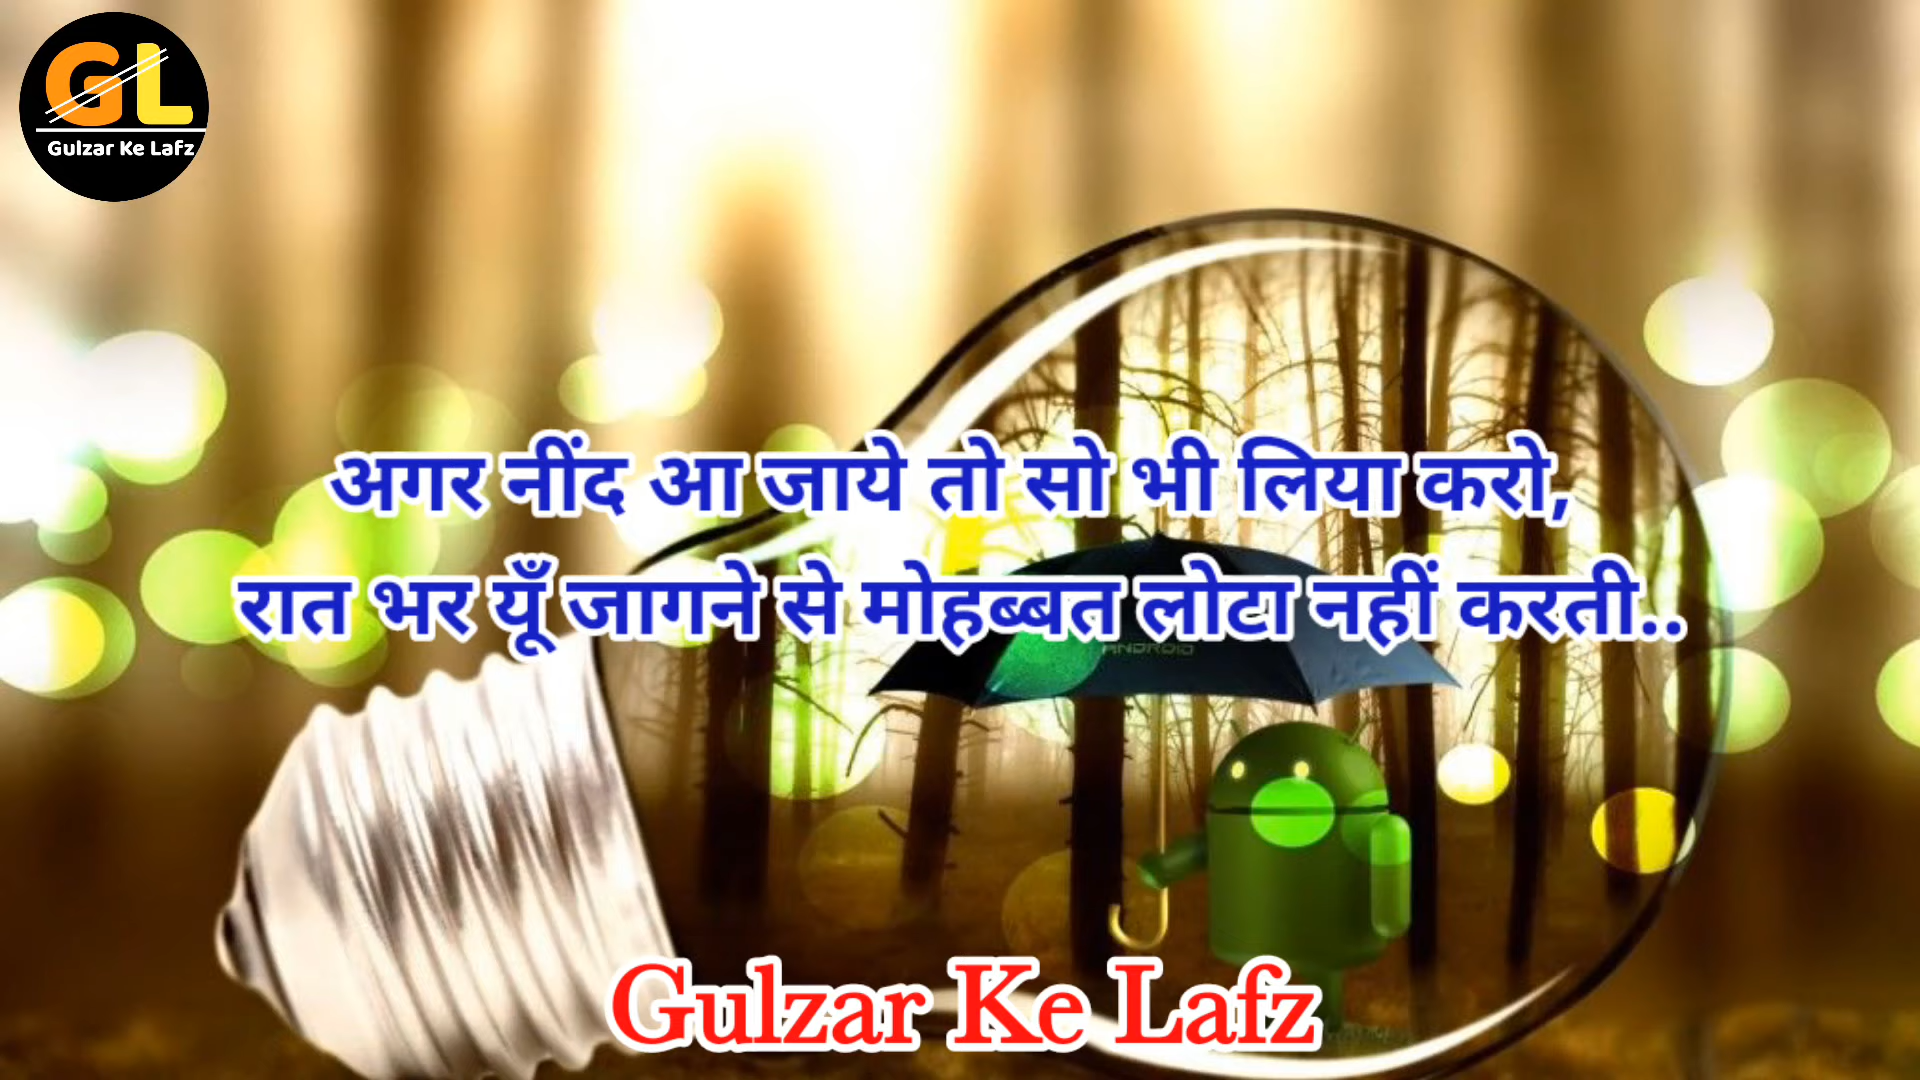 GL
Gulzar Ke Lafz
अगर नींद आ जाये तो सो भी लिया करो,
रात भर यूँ जागने से मोहब्बत लोटा नहीं करती..
ANDROID
Gulzar Ke Lafz